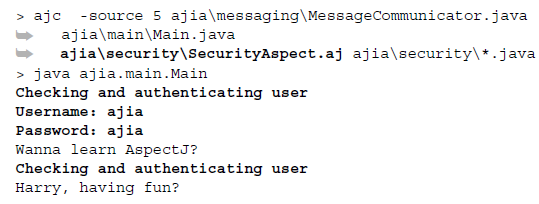 > ajc  -source 5 ajia\messaging\MessageCommunicator.java
➥ ajia\main\Main.java
➥ ajia\security\SecurityAspect.aj ajia\security\*.java
> java ajia.main.Main
Checking and authenticating user
Username: ajia
Password: ajia
Wanna learn AspectJ?
Checking and authenticating user
Harry, having fun?